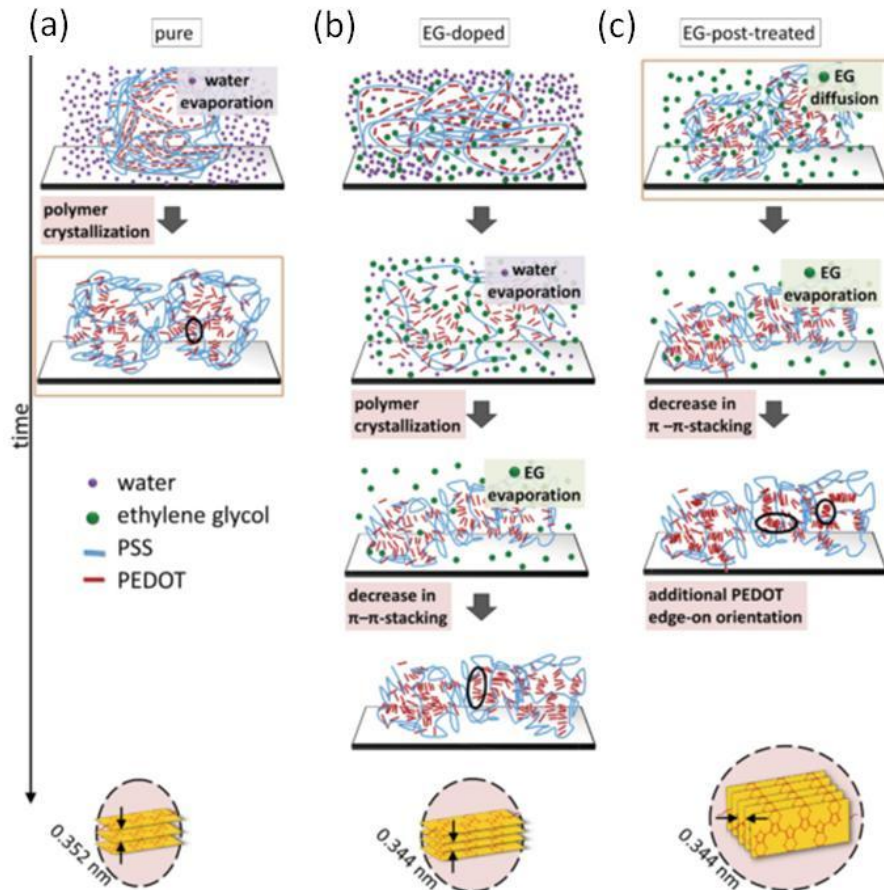 (a)
pure
water
evaporation
polymer
crystallization
time
water
ethylene glycol
PSS
PEDOT
0.352 nm
(b)
EG-doped
water
evaporation
polymer
crystallization
EG
evaporation
decrease in
π–π-stacking
0.344 nm
(c)
EG-post-treated
EG
diffusion
EG
evaporation
decrease in
π –π-stacking
additional PEDOT
edge-on orientation
0.344 nm